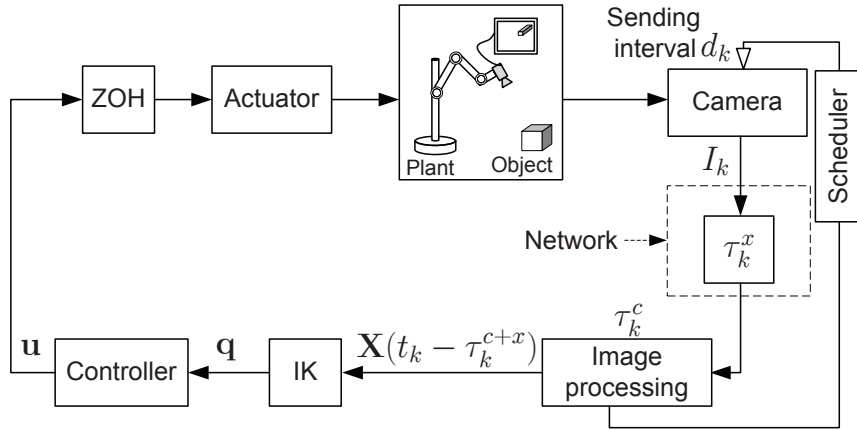 Sending
interval d_k
ZOH
Actuator
Camera
Plant
Object
Scheduler
I_k
Network
τ_k^x
τ_k^c
u
Controller
q
IK
X(t_k − τ_k^{c+x})
Image
processing